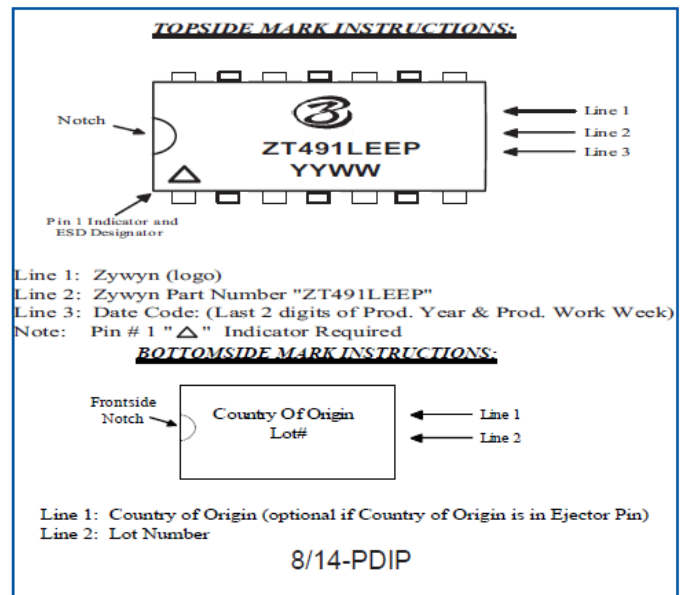 TOPSIDE MARK INSTRUCTIONS:
Notch
ZT491LEEP
YYWW
Line 1
Line 2
Line 3
Pin 1 Indicator and
ESD Designator
Line 1: Zywyn (logo)
Line 2: Zywyn Part Number "ZT491LEEP"
Line 3: Date Code: (Last 2 digits of Prod. Year & Prod. Work Week)
Note: Pin # 1 "△" Indicator Required
BOTTOMSIDE MARK INSTRUCTIONS:
Frontside
Notch
Country Of Origin
Lot#
Line 1
Line 2
Line 1: Country of Origin (optional if Country of Origin is in Ejector Pin)
Line 2: Lot Number
8/14-PDIP